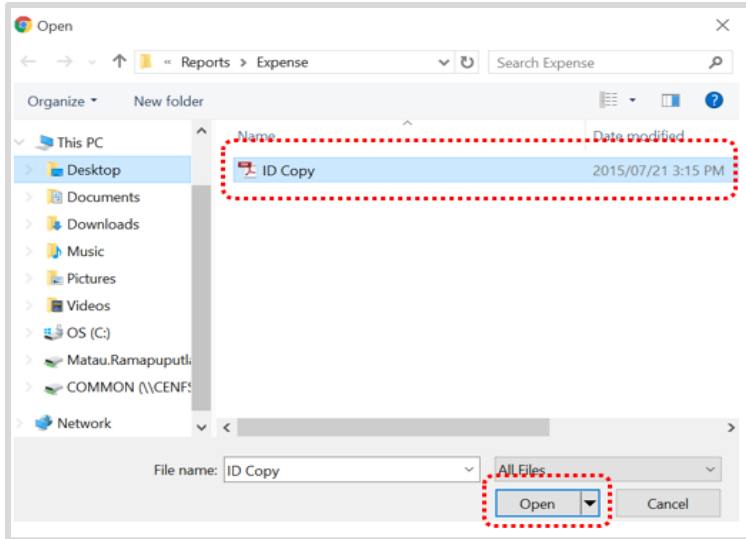 Open
« Reports > Expense
Search Expense
Organize
New folder
Name
Date modified
This PC
Desktop
ID Copy
2015/07/21 3:15 PM
Documents
Downloads
Music
Pictures
Videos
OS (C:)
Matau.Ramapuputla
COMMON (\\CENFS
Network
File name:
ID Copy
All Files
Open
Cancel